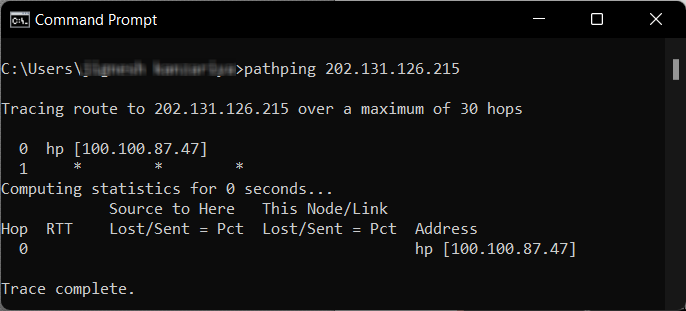 Command Prompt
C:\Users\ >pathping 202.131.126.215
Tracing route to 202.131.126.215 over a maximum of 30 hops
0 hp [100.100.87.47]
1 * * *
Computing statistics for 0 seconds...
Source to Here This Node/Link
Hop RTT Lost/Sent = Pct Lost/Sent = Pct Address
0 hp [100.100.87.47]
Trace complete.